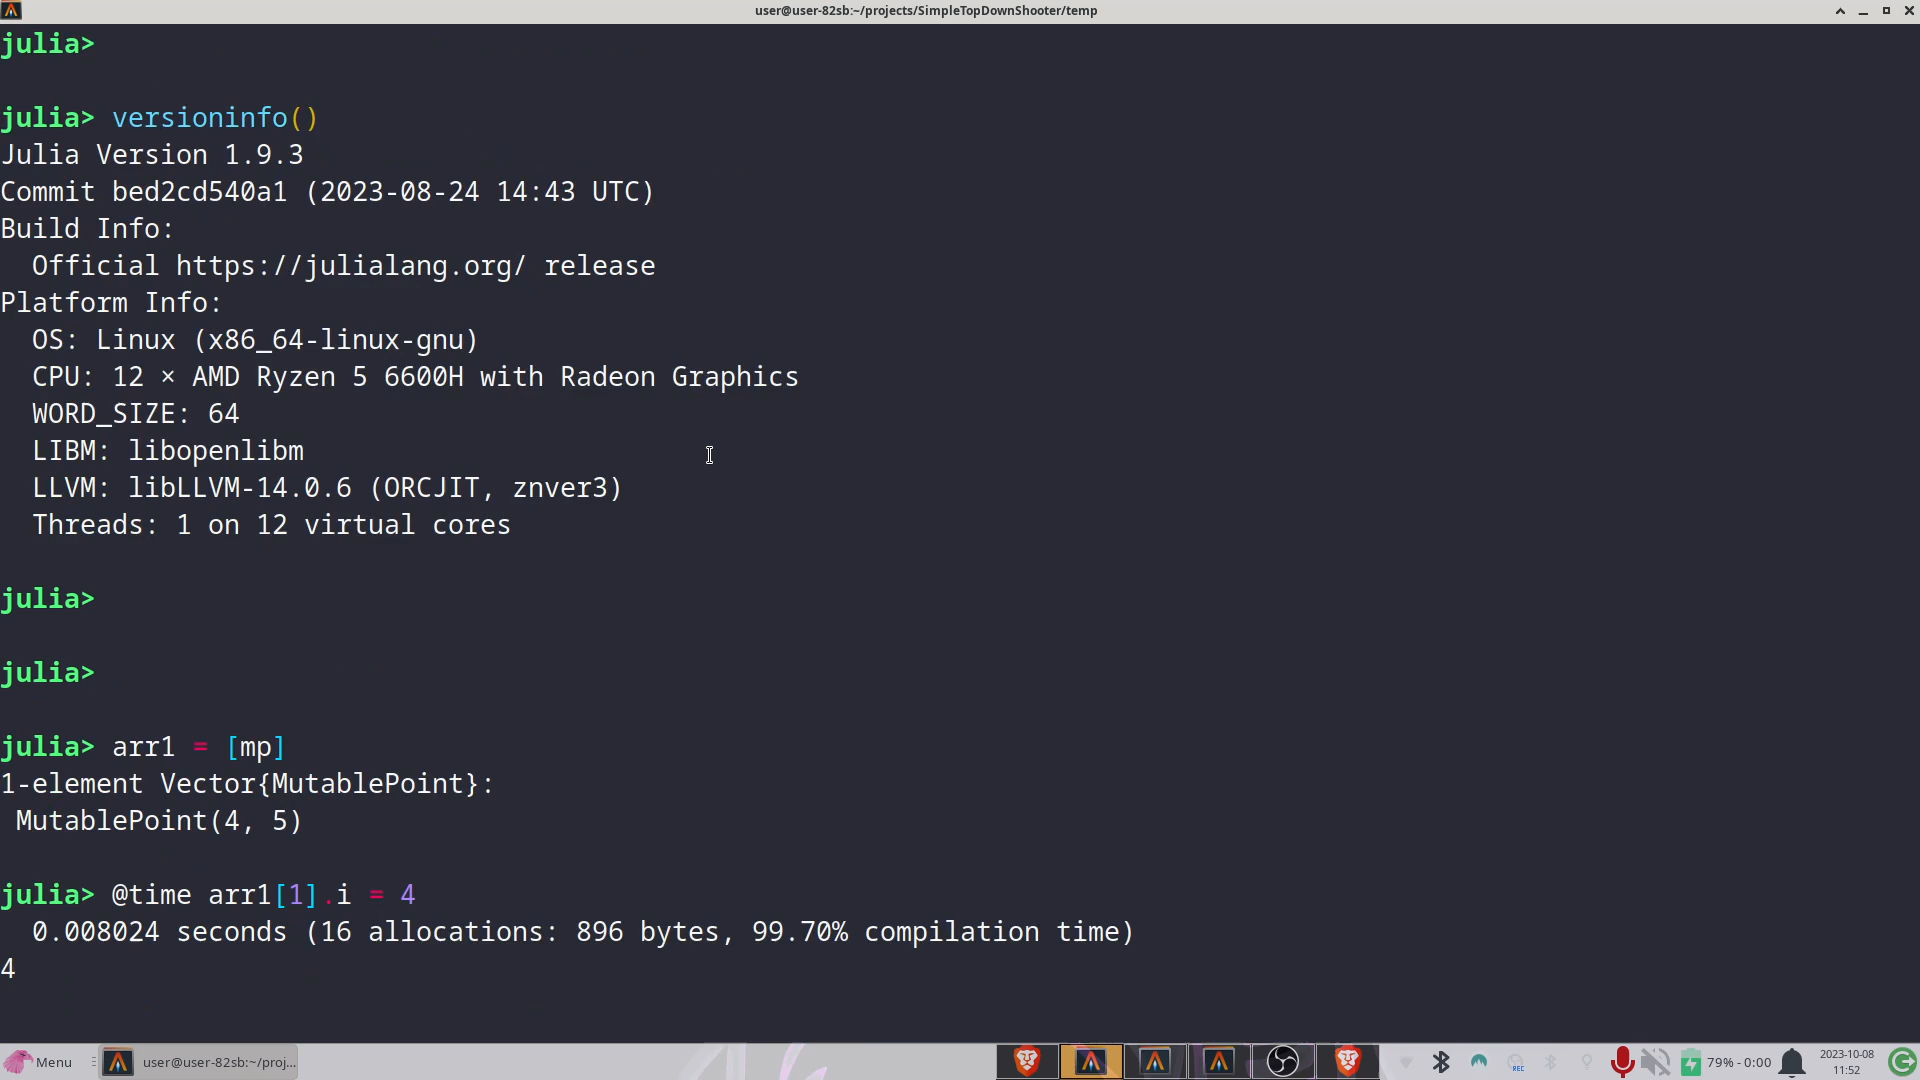 user@user-82sb:~/projects/SimpleTopDownShooter/temp
julia>
julia> versioninfo()
Julia Version 1.9.3
Commit bed2cd540a1 (2023-08-24 14:43 UTC)
Build Info:
  Official https://julialang.org/ release
Platform Info:
  OS: Linux (x86_64-linux-gnu)
  CPU: 12 × AMD Ryzen 5 6600H with Radeon Graphics
  WORD_SIZE: 64
  LIBM: libopenlibm
  LLVM: libLLVM-14.0.6 (ORCJIT, znver3)
  Threads: 1 on 12 virtual cores
julia>
julia>
julia> arr1 = [mp]
1-element Vector{MutablePoint}:
 MutablePoint(4, 5)
julia> @time arr1[1].i = 4
  0.008024 seconds (16 allocations: 896 bytes, 99.70% compilation time)
4
Menu
user@user-82sb:~/proj...
REC
79% - 0:00
2023-10-08
11:52